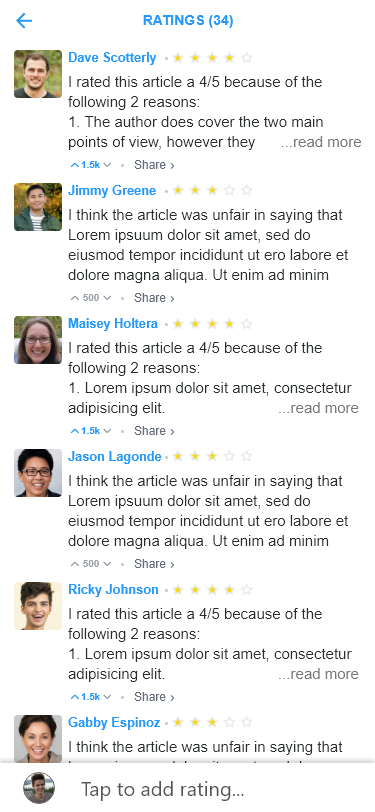 RATINGS (34)
Dave Scotterly
I rated this article a 4/5 because of the
following 2 reasons:
1. The author does cover the two main
points of view, however they ...read more
1.5k • Share ›
Jimmy Greene
I think the article was unfair in saying that
Lorem ipsuum dolor sit amet, sed do
eiusmod tempor incididunt ut ero labore et
dolore magna aliqua. Ut enim ad minim
500 • Share ›
Maisey Holtera
I rated this article a 4/5 because of the
following 2 reasons:
1. Lorem ipsum dolor sit amet, consectetur
adipisicing elit. ...read more
1.5k • Share ›
Jason Lagonde
I think the article was unfair in saying that
Lorem ipsuum dolor sit amet, sed do
eiusmod tempor incididunt ut ero labore et
dolore magna aliqua. Ut enim ad minim
500 • Share ›
Ricky Johnson
I rated this article a 4/5 because of the
following 2 reasons:
1. Lorem ipsum dolor sit amet, consectetur
adipisicing elit. ...read more
1.5k • Share ›
Gabby Espinoz
I think the article was unfair in saying that
Tap to add rating...